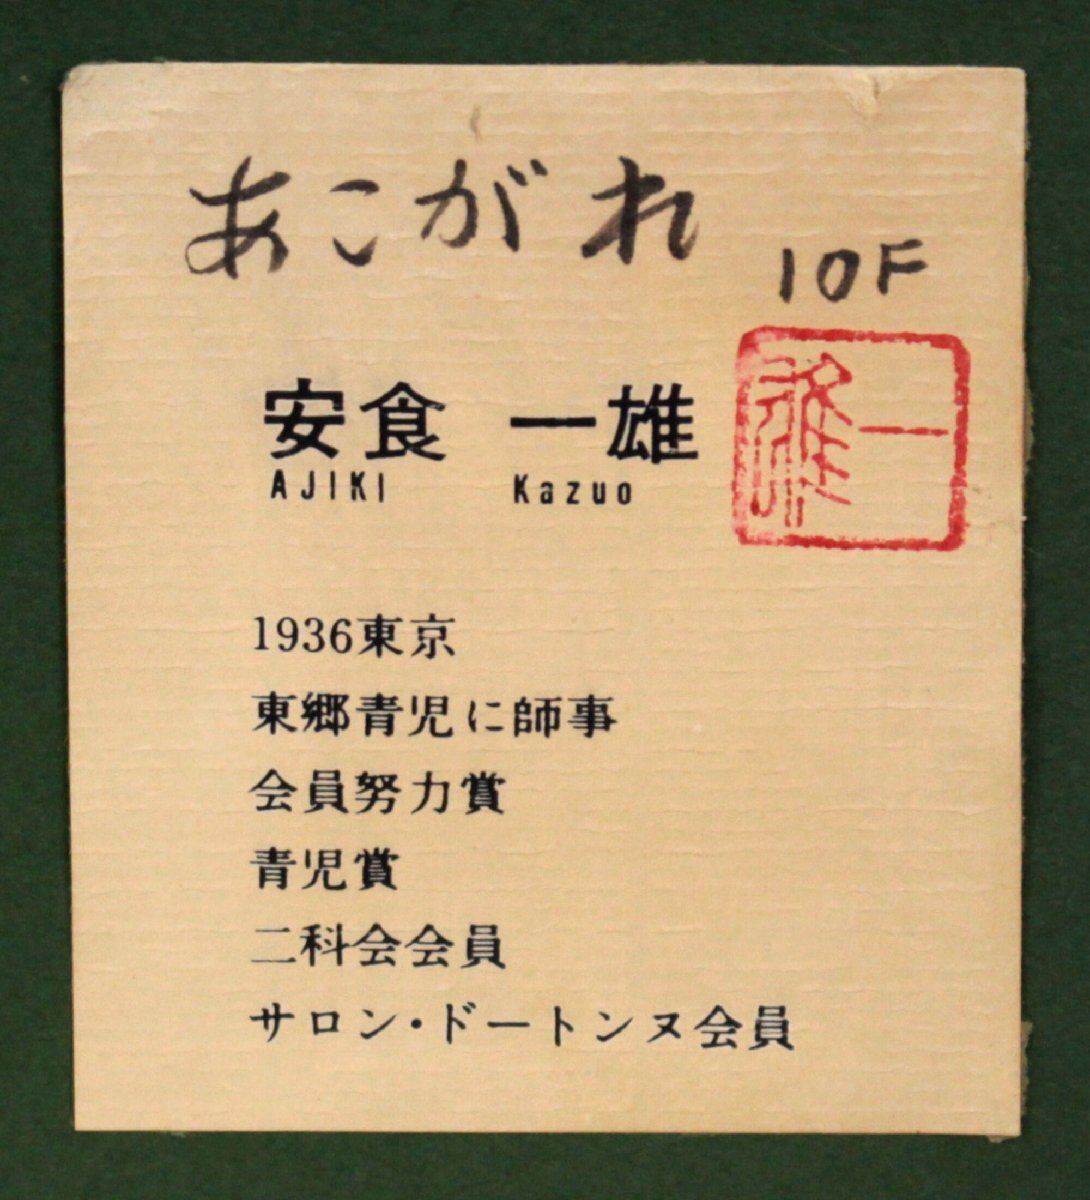 あこがれ
10F
安食 一雄
AJIKI Kazuo
一雄
1936東京
東郷青児に師事
会員努力賞
青児賞
二科会会員
サロン・ドートンヌ会員